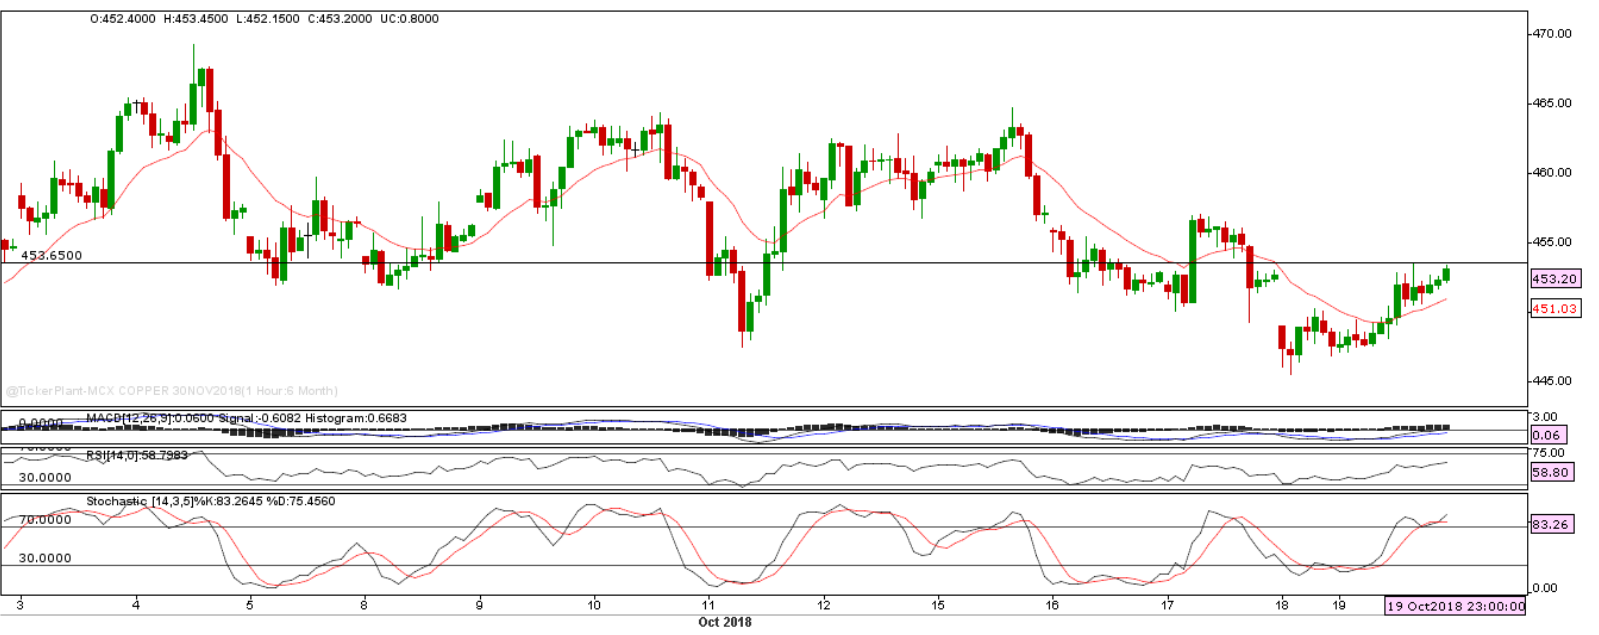 O:452.4000 H:453.4500 L:452.1500 C:453.2000 UC:0.8000
470.00
465.00
460.00
455.00
453.6500
453.20
451.03
@TickerPlant-MCX COPPER 30NOV2018(1 Hour:6 Month)
445.00
0.0000 MACD[12,26,9]:0.0600 Signal:-0.6082 Histogram:0.6683
3.00
0.06
70.0000
RSI[14,0]:58.7983
75.00
30.0000
58.80
Stochastic [14,3,5]%K:83.2645 %D:75.4560
70.0000
83.26
30.0000
0.00
3 4 5 8 9 10 11 12 15 16 17 18 19 19 Oct2018 23:00:00
Oct 2018